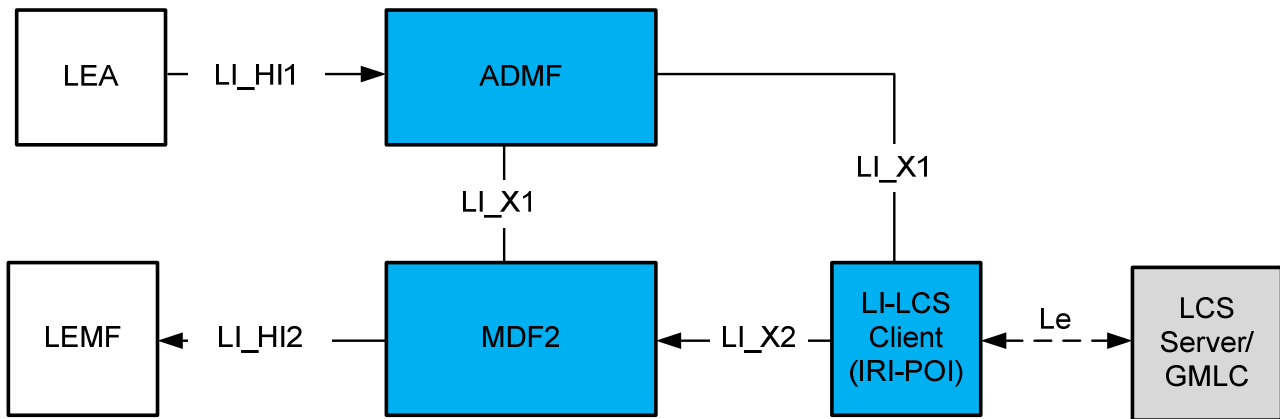 LEA
LI_HI1
ADMF
LI_X1
LI_X1
LEMF
LI_HI2
MDF2
LI_X2
LI-LCS
Client
(IRI-POI)
Le
LCS
Server/
GMLC